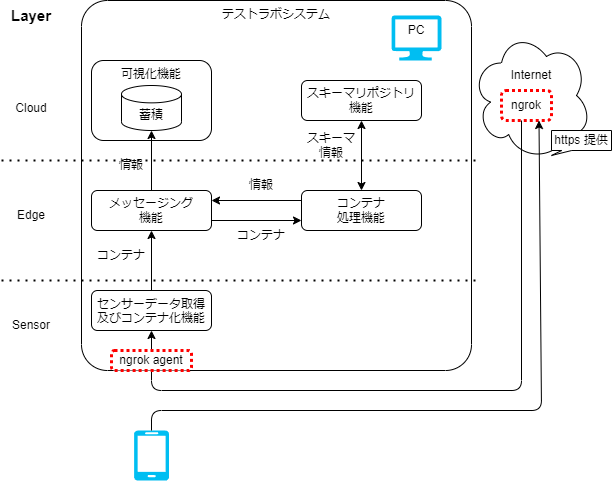 Layer
テストラボシステム
PC
可視化機能
蓄積
スキーマリポジトリ
機能
Internet
ngrok
https 提供
Cloud
情報
スキーマ
情報
Edge
メッセージング
機能
情報
コンテナ
コンテナ
処理機能
コンテナ
Sensor
センサーデータ取得
及びコンテナ化機能
ngrok agent